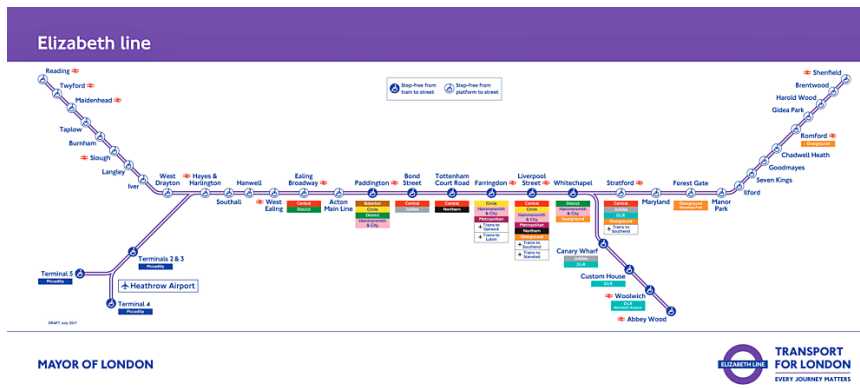 Elizabeth line
Step-free from
train to street
Step-free from
platform to street
Reading
Twyford
Maidenhead
Taplow
Burnham
Slough
Langley
Iver
West
Drayton
Hayes &
Harlington
Southall
Hanwell
West
Ealing
Ealing
Broadway
Central
District
Acton
Main Line
Paddington
Bakerloo
Circle
District
Hammersmith
& City
Bond
Street
Central
Jubilee
Tottenham
Court Road
Central
Northern
Farringdon
Circle
Hammersmith
& City
Metropolitan
Trains to
Gatwick
Trains to
Luton
Liverpool
Street
Central
Circle
Hammersmith
& City
Metropolitan
Northern
Overground
Trains to
Southend
Trains to
Stansted
Whitechapel
District
Hammersmith
& City
Overground
Stratford
Central
Jubilee
DLR
Overground
Trains to
Southend
Maryland
Forest Gate
Overground
Manor
Park
Ilford
Seven Kings
Goodmayes
Chadwell Heath
Romford
Overground
Gidea Park
Harold Wood
Brentwood
Shenfield
Canary Wharf
Jubilee
DLR
Custom House
DLR
Woolwich
DLR
Abbey Wood
Terminals 2 & 3
Piccadilly
Terminal 5
Piccadilly
Heathrow Airport
Terminal 4
Piccadilly
DRAFT July 2017
MAYOR OF LONDON
ELIZABETH LINE
TRANSPORT
FOR LONDON
EVERY JOURNEY MATTERS